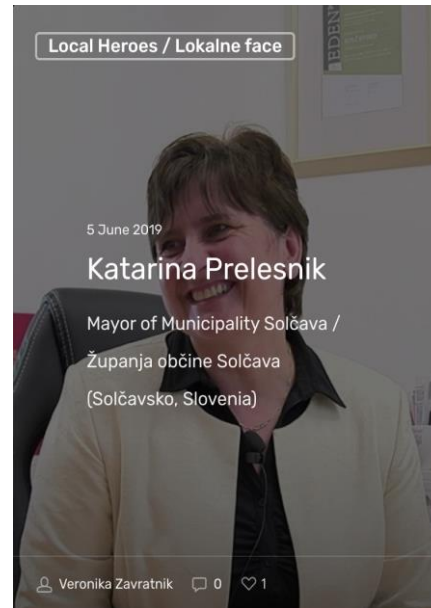 Local Heroes / Lokalne face
EDEN
5 June 2019
Katarina Prelesnik
Mayor of Municipality Solčava /
Županja občine Solčava
(Solčavsko, Slovenia)
Veronika Zavratnik 0 1